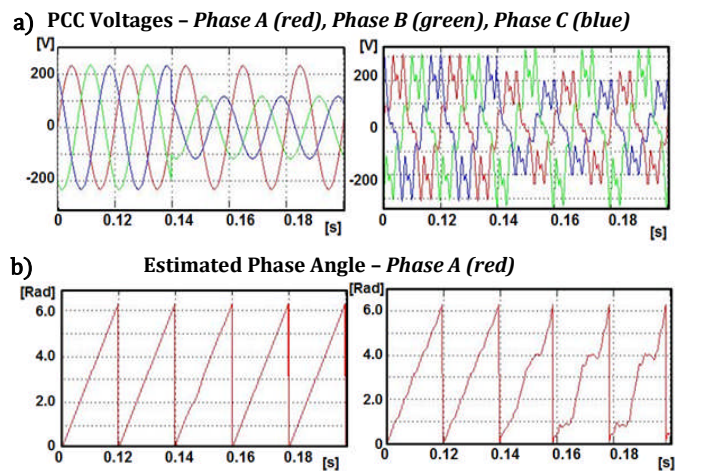 a) PCC Voltages – Phase A (red), Phase B (green), Phase C (blue)
[V] [V]
200 200
0 0
-200 -200
0 0.12 0.14 0.16 0.18 0 0.12 0.14 0.16 0.18
[s] [s]
b) Estimated Phase Angle – Phase A (red)
[Rad] [Rad]
6.0 6.0
4.0 4.0
2.0 2.0
0 0
0 0.12 0.14 0.16 0.18 0 0.12 0.14 0.16 0.18
[s] [s]